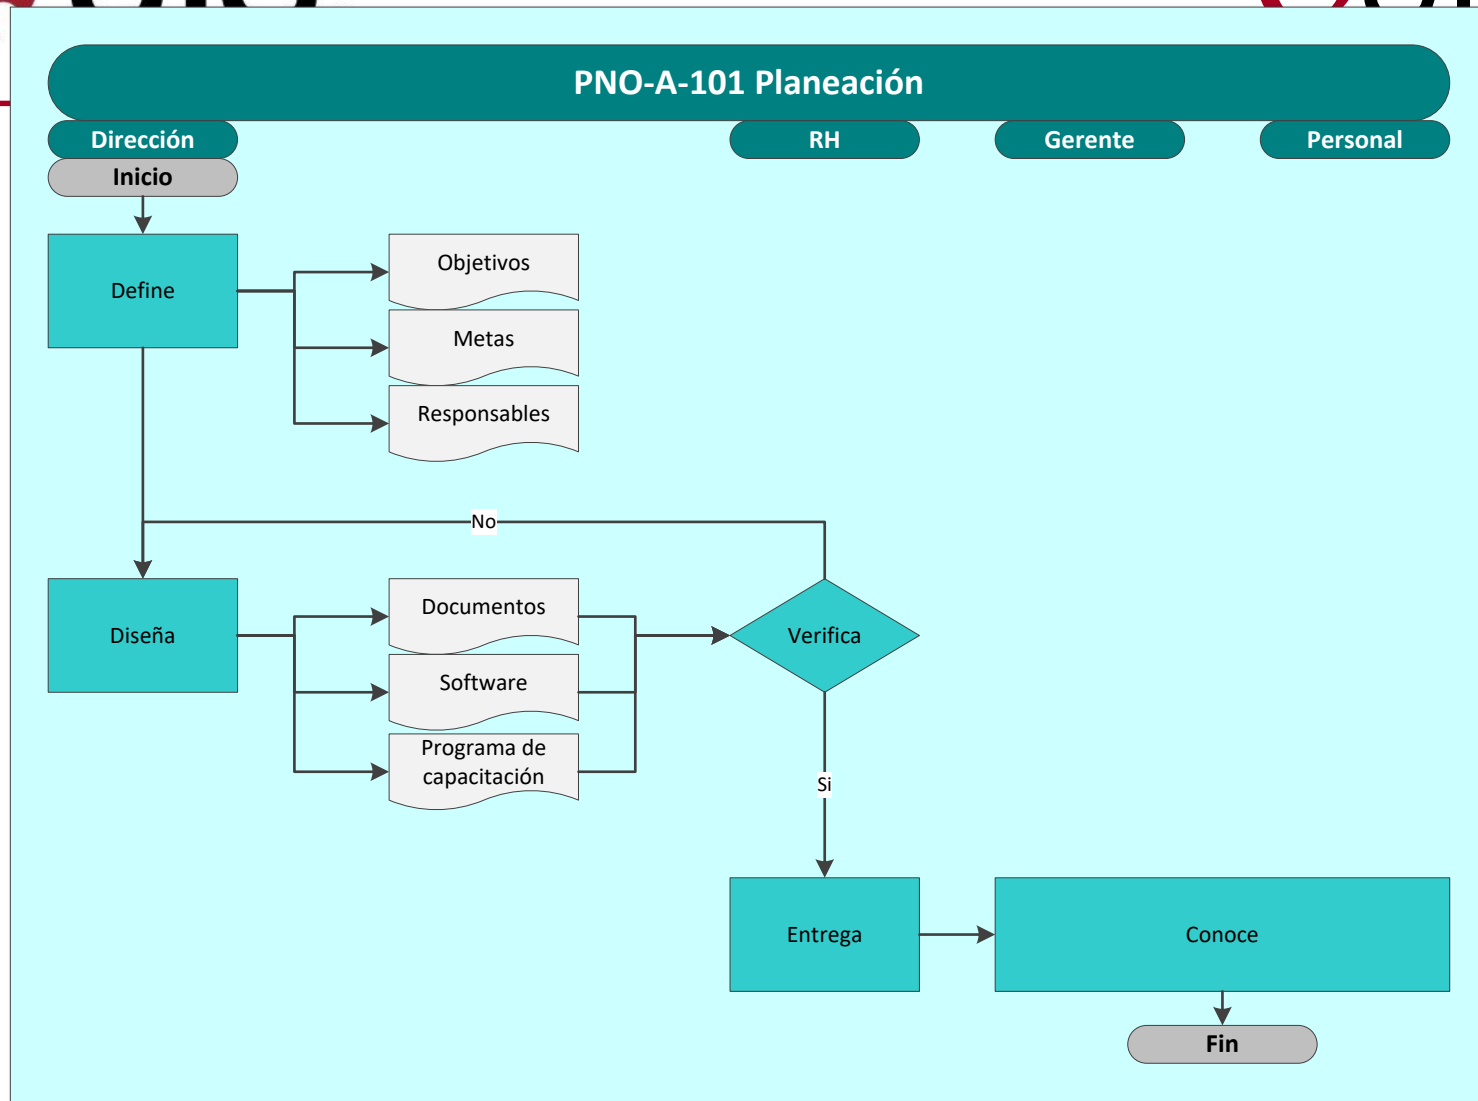 PNO-A-101 Planeación
Dirección
RH
Gerente
Personal
Inicio
Define
Objetivos
Metas
Responsables
No
Diseña
Documentos
Software
Programa de
capacitación
Verifica
Si
Entrega
Conoce
Fin